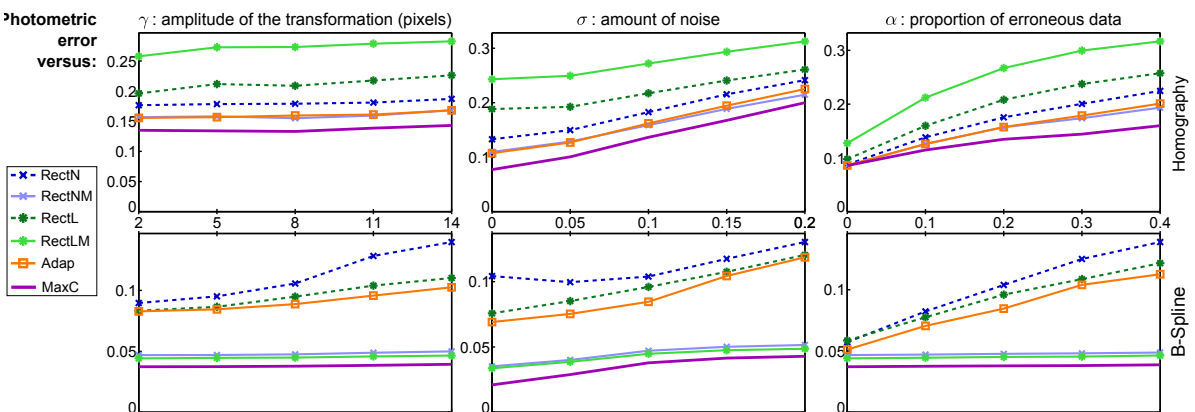 Photometric error versus:
γ : amplitude of the transformation (pixels)
σ : amount of noise
α : proportion of erroneous data
0.25
0.2
0.15
0.1
0.05
0
2 5 8 11 14
0.3
0.2
0.1
0
0 0.05 0.1 0.15 0.2
0.3
0.2
0.1
0
0 0.1 0.2 0.3 0.4
Homography
RectN
RectNM
RectL
RectLM
Adap
MaxC
0.1
0.05
0
0.1
0.05
0
0.1
0.05
0
B-Spline